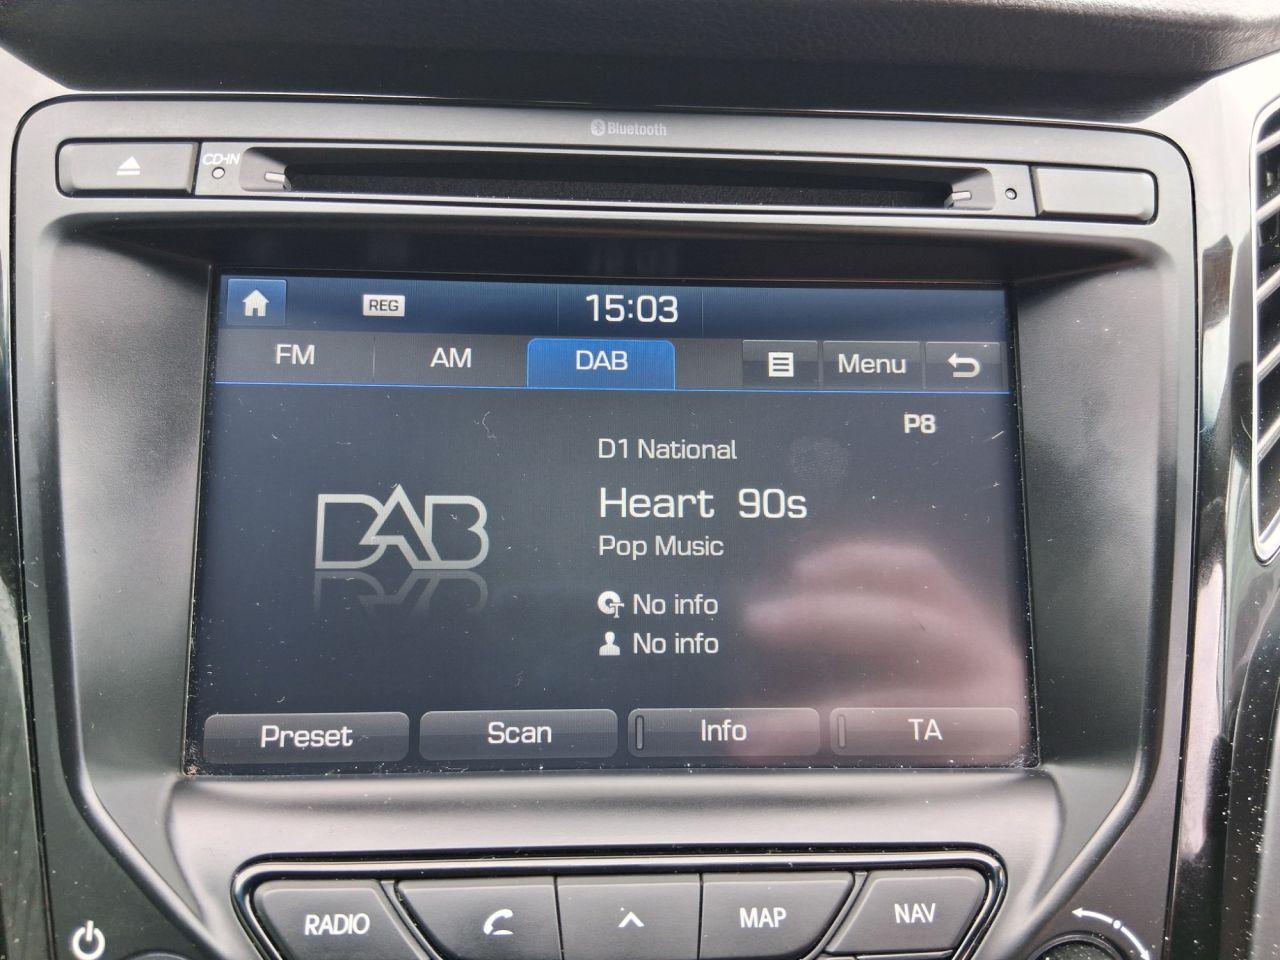 Bluetooth
CD-IN
REG
15:03
FM
AM
DAB
Menu
P8
D1 National
DAB
Heart 90s
Pop Music
No info
No info
Preset
Scan
Info
TA
RADIO
MAP
NAV